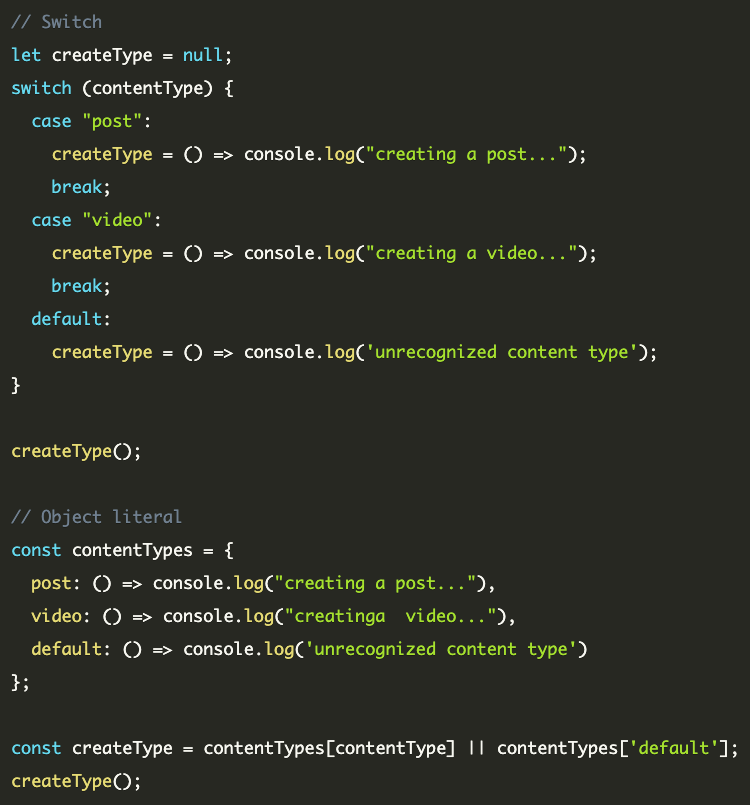 // Switch
let createType = null;
switch (contentType) {
  case "post":
    createType = () => console.log("creating a post...");
    break;
  case "video":
    createType = () => console.log("creating a video...");
    break;
  default:
    createType = () => console.log('unrecognized content type');
}

createType();

// Object literal
const contentTypes = {
  post: () => console.log("creating a post..."),
  video: () => console.log("creatinga  video..."),
  default: () => console.log('unrecognized content type')
};

const createType = contentTypes[contentType] || contentTypes['default'];
createType();